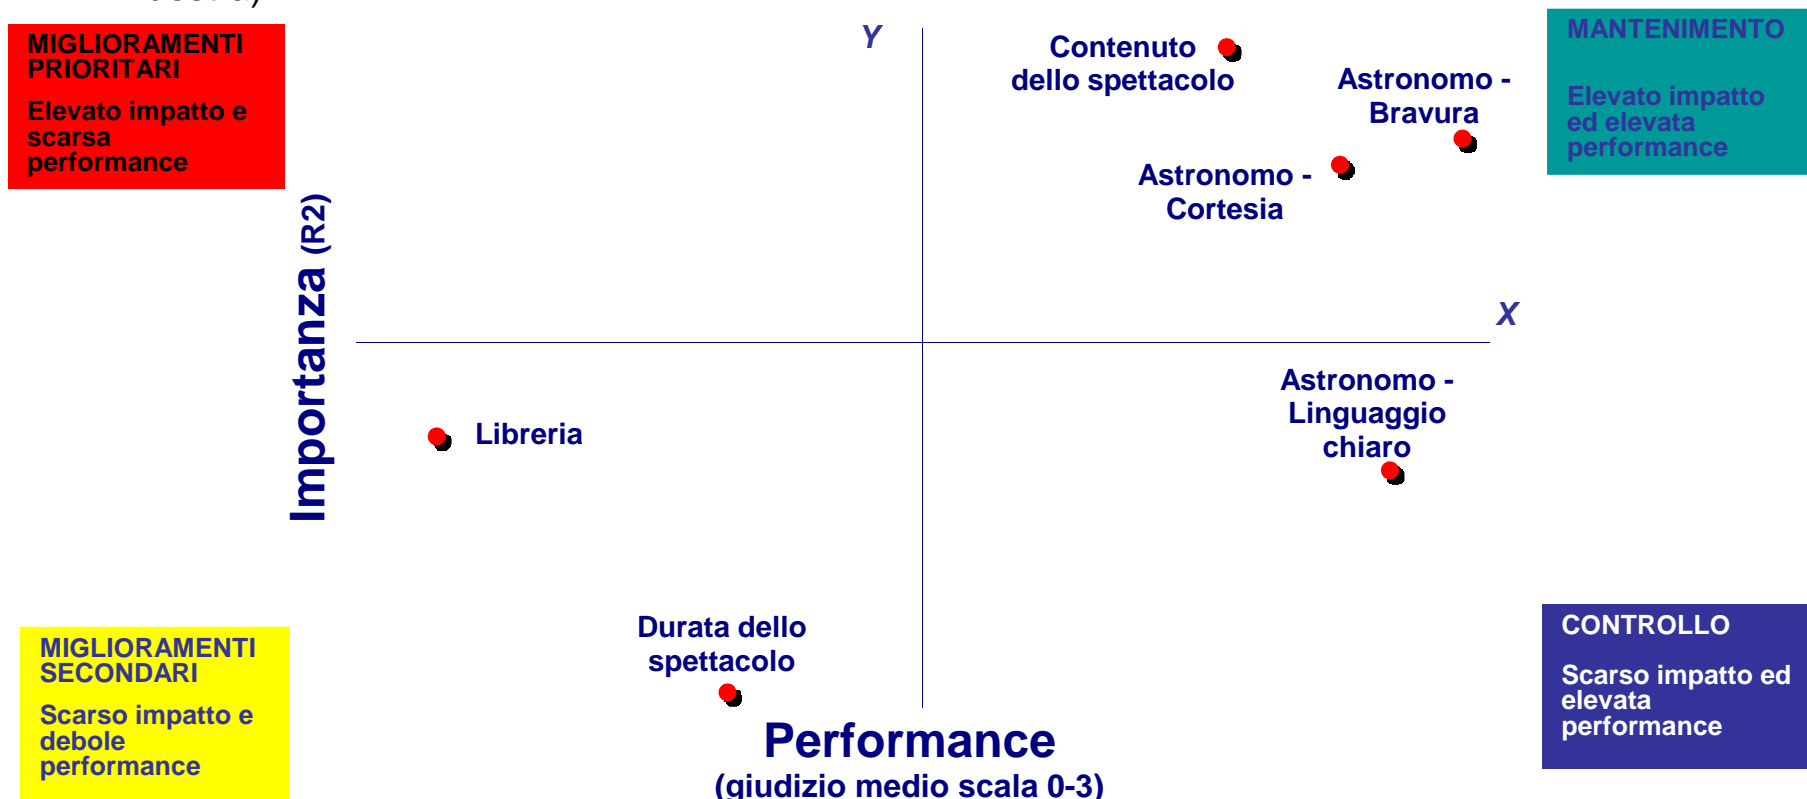 MIGLIORAMENTI
PRIORITARI
Elevato impatto e
scarsa
performance
Y
Contenuto
dello spettacolo
Astronomo -
Bravura
Astronomo -
Cortesia
MANTENIMENTO
Elevato impatto
ed elevata
performance
Importanza (R2)
X
Libreria
Astronomo -
Linguaggio
chiaro
Durata dello
spettacolo
MIGLIORAMENTI
SECONDARI
Scarso impatto e
debole
performance
CONTROLLO
Scarso impatto ed
elevata
performance
Performance
(giudizio medio scala 0-3)